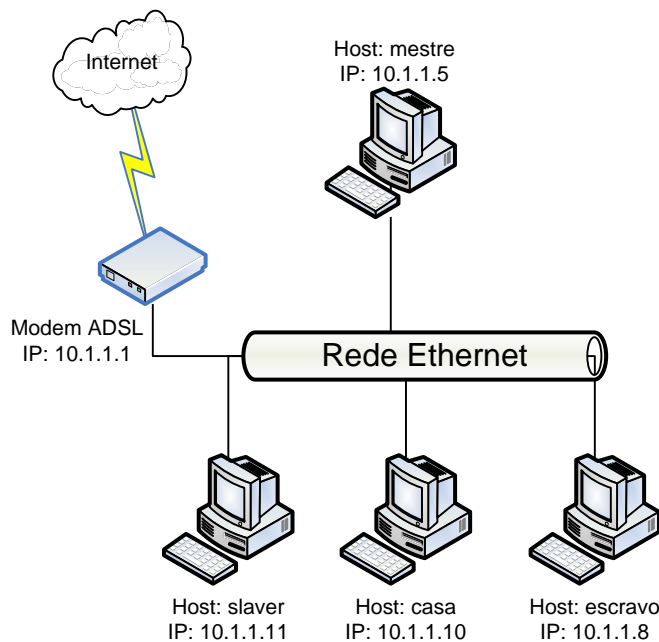 Internet
Host: mestre
IP: 10.1.1.5
Modem ADSL
IP: 10.1.1.1
Rede Ethernet
Host: slaver
IP: 10.1.1.11
Host: casa
IP: 10.1.1.10
Host: escravo
IP: 10.1.1.8